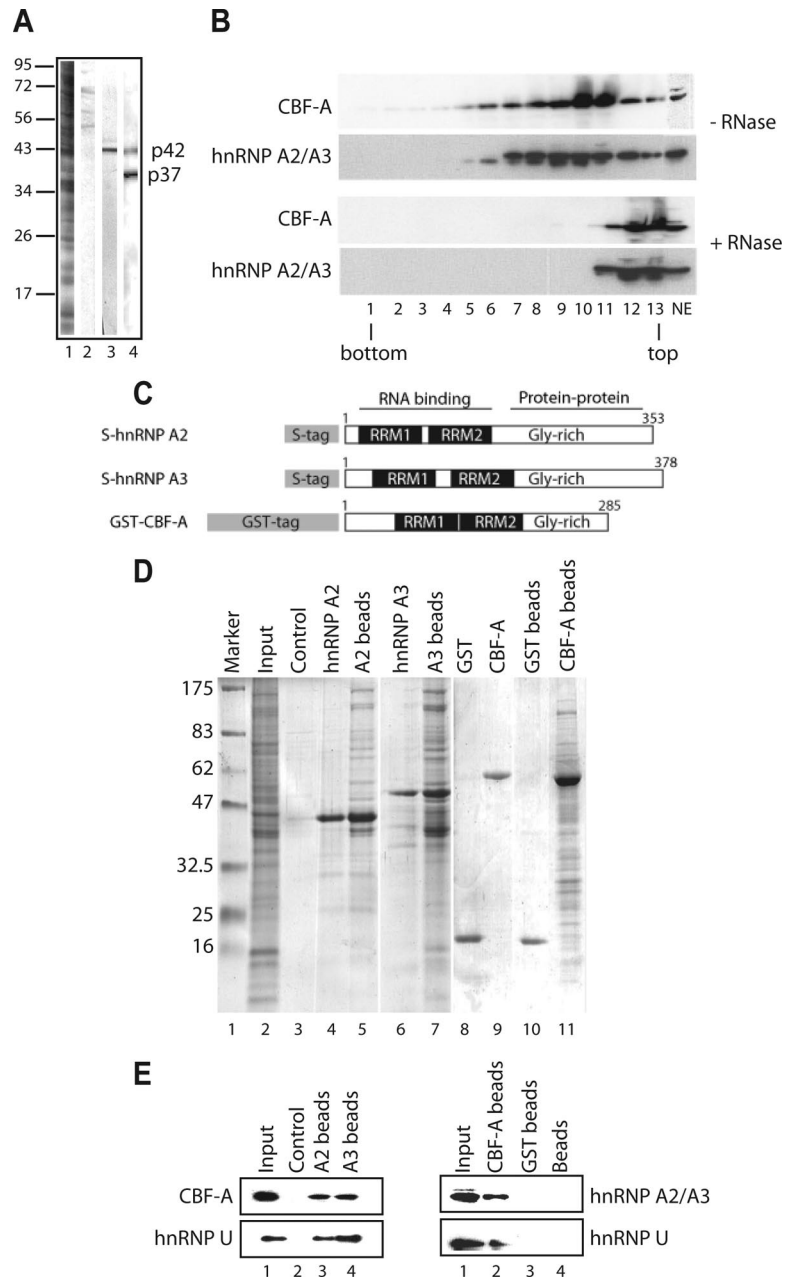 A
95
72
56
43
34
26
17
p42
p37
1 2 3 4
B
CBF-A
hnRNP A2/A3
- RNase
CBF-A
hnRNP A2/A3
+ RNase
1 2 3 4 5 6 7 8 9 10 11 12 13 NE
bottom top
C
RNA binding Protein-protein
1 353
S-hnRNP A2 S-tag RRM1 RRM2 Gly-rich
1 378
S-hnRNP A3 S-tag RRM1 RRM2 Gly-rich
1 285
GST-CBF-A GST-tag RRM1 RRM2 Gly-rich
D
Marker
Input
Control
hnRNP A2
A2 beads
hnRNP A3
A3 beads
GST
CBF-A
GST beads
CBF-A beads
175
83
62
47
32.5
25
16
1 2 3 4 5 6 7 8 9 10 11
E
Input
Control
A2 beads
A3 beads
CBF-A
hnRNP U
1 2 3 4
Input
CBF-A beads
GST beads
Beads
hnRNP A2/A3
hnRNP U
1 2 3 4